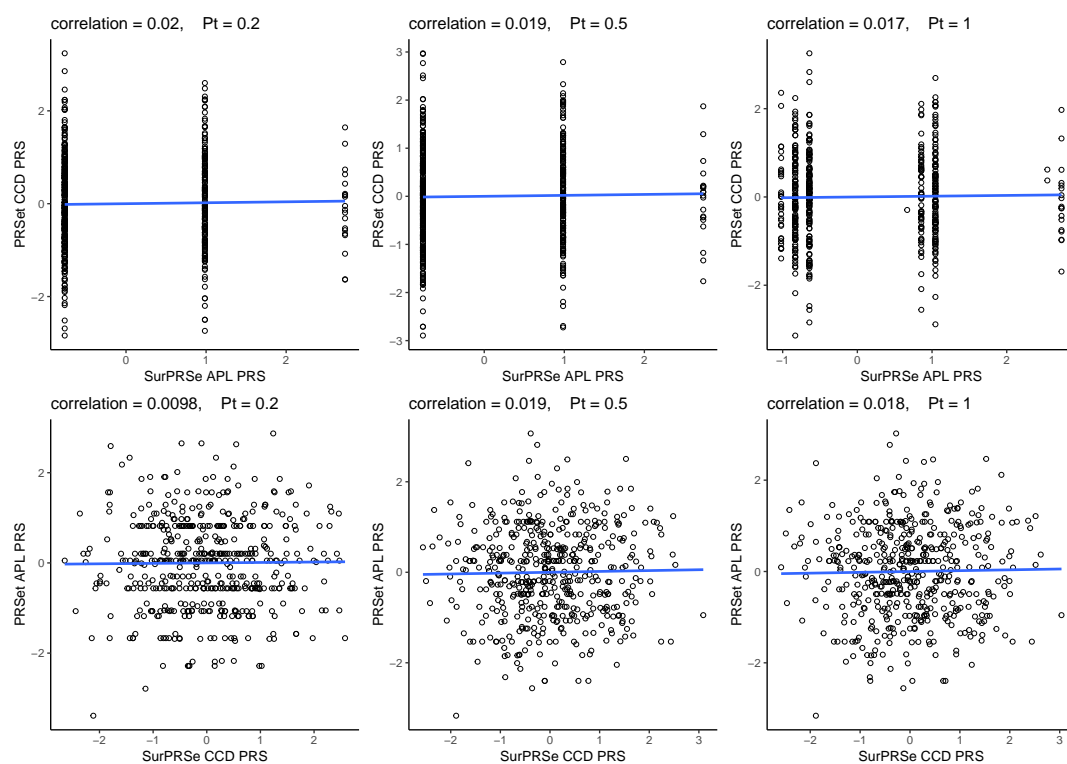 correlation = 0.02, Pt = 0.2
PRSet CCD PRS
2
0
−2
0
1
2
SurPRSe APL PRS
correlation = 0.019, Pt = 0.5
PRSet CCD PRS
3
2
1
0
−1
−2
−3
0
1
2
SurPRSe APL PRS
correlation = 0.017, Pt = 1
PRSet CCD PRS
2
0
−2
−1
0
1
2
SurPRSe APL PRS
correlation = 0.0098, Pt = 0.2
PRSet APL PRS
2
0
−2
−2
−1
0
1
2
SurPRSe CCD PRS
correlation = 0.019, Pt = 0.5
PRSet APL PRS
2
0
−2
−2
−1
0
1
2
3
SurPRSe CCD PRS
correlation = 0.018, Pt = 1
PRSet APL PRS
2
0
−2
−2
−1
0
1
2
3
SurPRSe CCD PRS